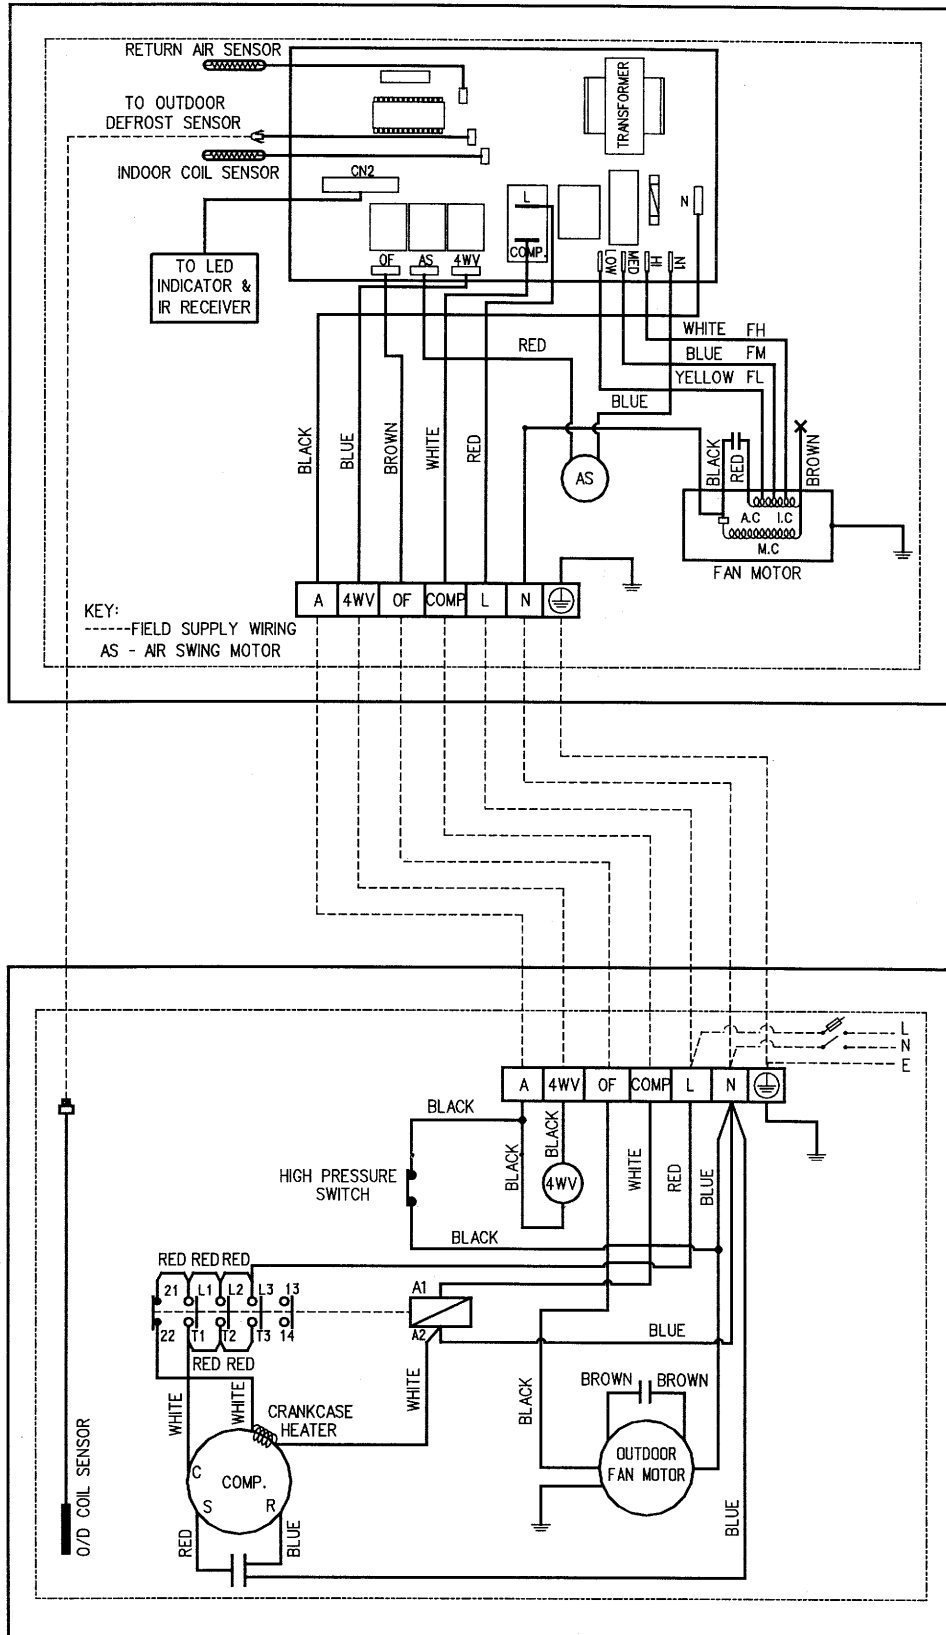 RETURN AIR SENSOR
TO OUTDOOR
DEFROST SENSOR
INDOOR COIL SENSOR
CN2
TRANSFORMER
L
COMP.
N
OF
AS
4WV
LOW
MED
HI
N1
TO LED
INDICATOR &
IR RECEIVER
WHITE FH
BLUE FM
YELLOW FL
RED
BLUE
BLACK
BLUE
BROWN
WHITE
RED
AS
BLACK
RED
BROWN
A.C
I.C
M.C
FAN MOTOR
A
4WV
OF
COMP
L
N
KEY:
FIELD SUPPLY WIRING
AS - AIR SWING MOTOR
L
N
E
A
4WV
OF
COMP
L
N
BLACK
BLACK
BLACK
WHITE
RED
BLUE
HIGH PRESSURE
SWITCH
4WV
BLACK
RED
RED
RED
21
L1
L2
L3
13
22
T1
T2
T3
14
RED
RED
A1
A2
BLUE
WHITE
WHITE
WHITE
CRANKCASE
HEATER
BLACK
BROWN
BROWN
OUTDOOR
FAN MOTOR
C
COMP.
S
R
RED
BLUE
BLUE
O/D COIL SENSOR